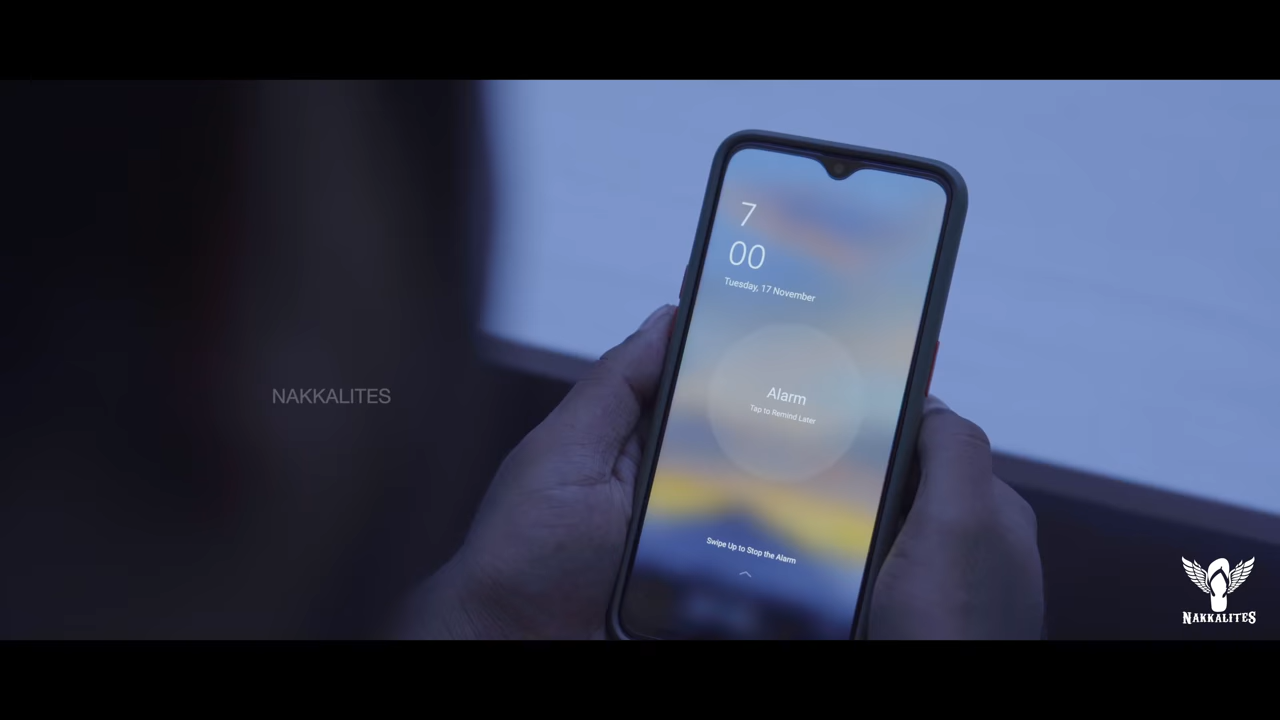 7
00
Tuesday, 17 November
Alarm
Tap to Remind Later
Swipe Up to Stop the Alarm
NAKKALITES
NAKKALITES